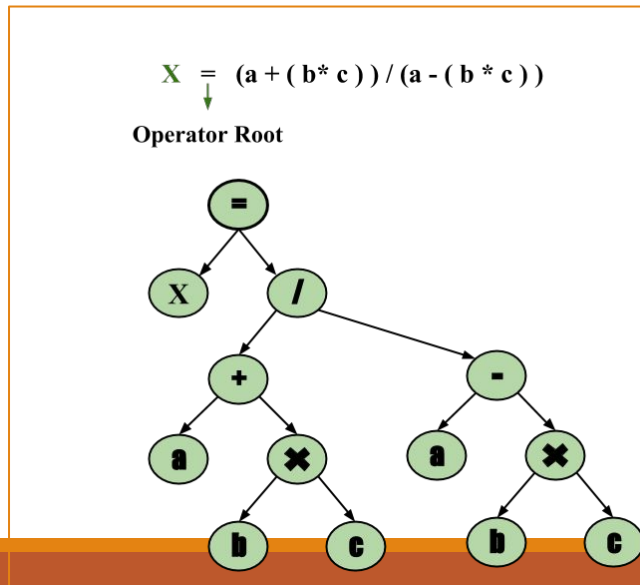 X = (a + ( b* c ) ) / (a - ( b * c ) )
Operator Root
=
X /
+ -
a × a ×
b c b c